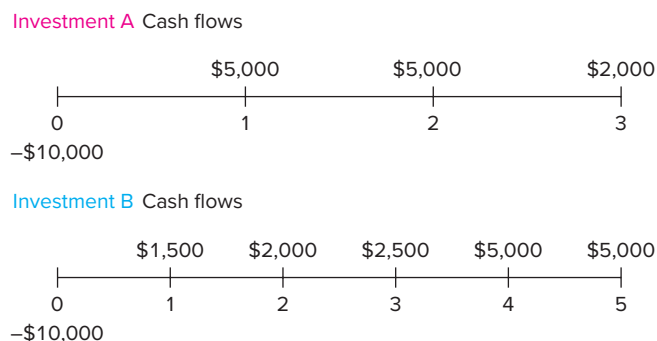 Investment A Cash flows
$5,000 $5,000 $2,000
0 1 2 3
–$10,000
Investment B Cash flows
$1,500 $2,000 $2,500 $5,000 $5,000
0 1 2 3 4 5
–$10,000